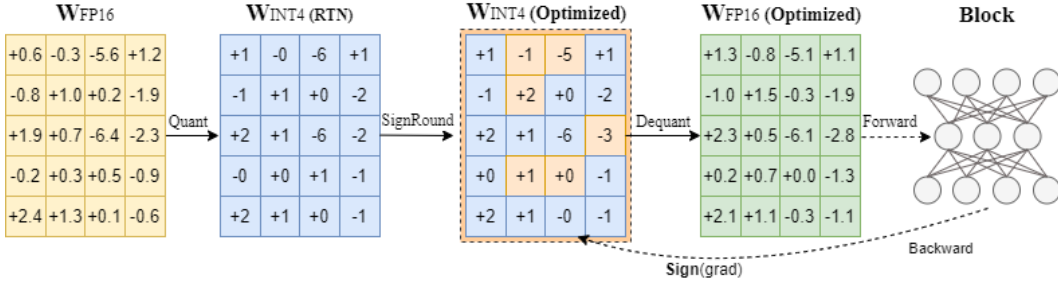 WFP16 WINT4 (RTN) WINT4 (Optimized) WFP16 (Optimized) Block
+0.6 -0.3 -5.6 +1.2 +1 -0 -6 +1 +1 -1 -5 +1 +1.3 -0.8 -5.1 +1.1
-0.8 +1.0 +0.2 -1.9 -1 +1 +0 -2 -1 +2 +0 -2 -1.0 +1.5 -0.3 -1.9
Quant SignRound Dequant Forward
+1.9 +0.7 -6.4 -2.3 +2 +1 -6 -2 +2 +1 -6 -3 +2.3 +0.5 -6.1 -2.8
-0.2 +0.3 +0.5 -0.9 -0 +0 +1 -1 +0 +1 +0 -1 +0.2 +0.7 +0.0 -1.3
+2.4 +1.3 +0.1 -0.6 +2 +1 +0 -1 +2 +1 -0 -1 +2.1 +1.1 -0.3 -1.1
Backward
Sign(grad)